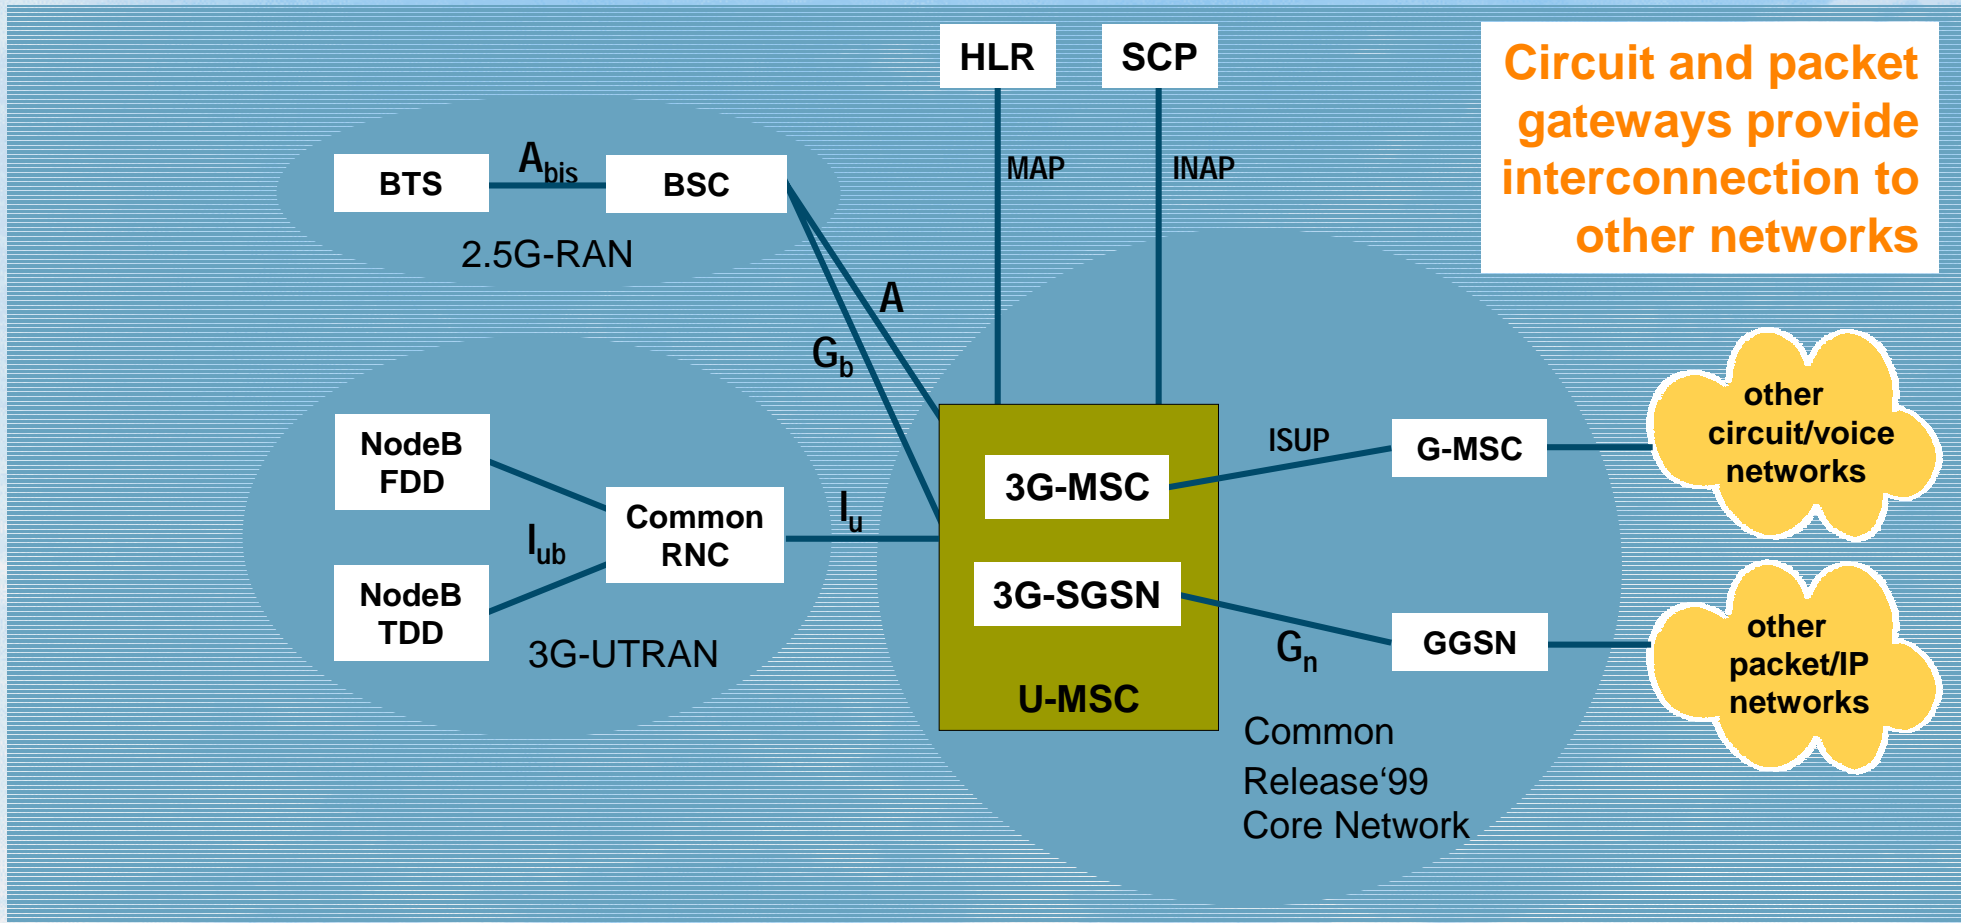 HLR
SCP
Circuit and packet
gateways provide
interconnection to
other networks
MAP
INAP
BTS
Abis
BSC
2.5G-RAN
A
Gb
NodeB
FDD
Iub
NodeB
TDD
Common
RNC
3G-UTRAN
Iu
3G-MSC
3G-SGSN
U-MSC
ISUP
G-MSC
Gn
GGSN
Common
Release‘99
Core Network
other
circuit/voice
networks
other
packet/IP
networks